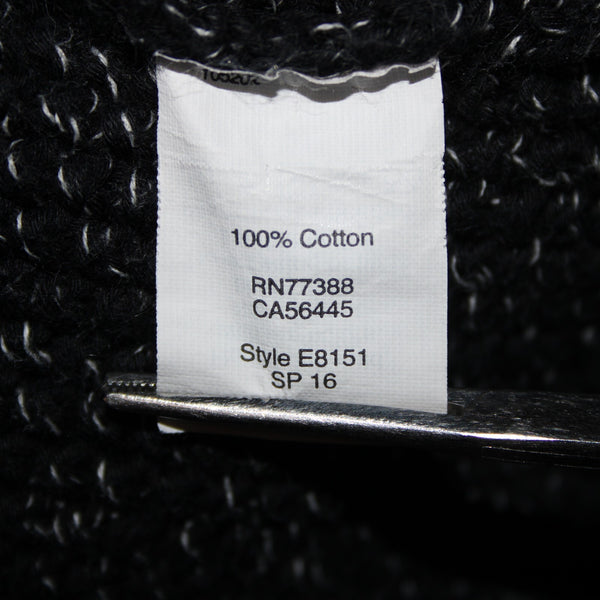 100% Cotton
RN77388
CA56445
Style E8151
SP 16